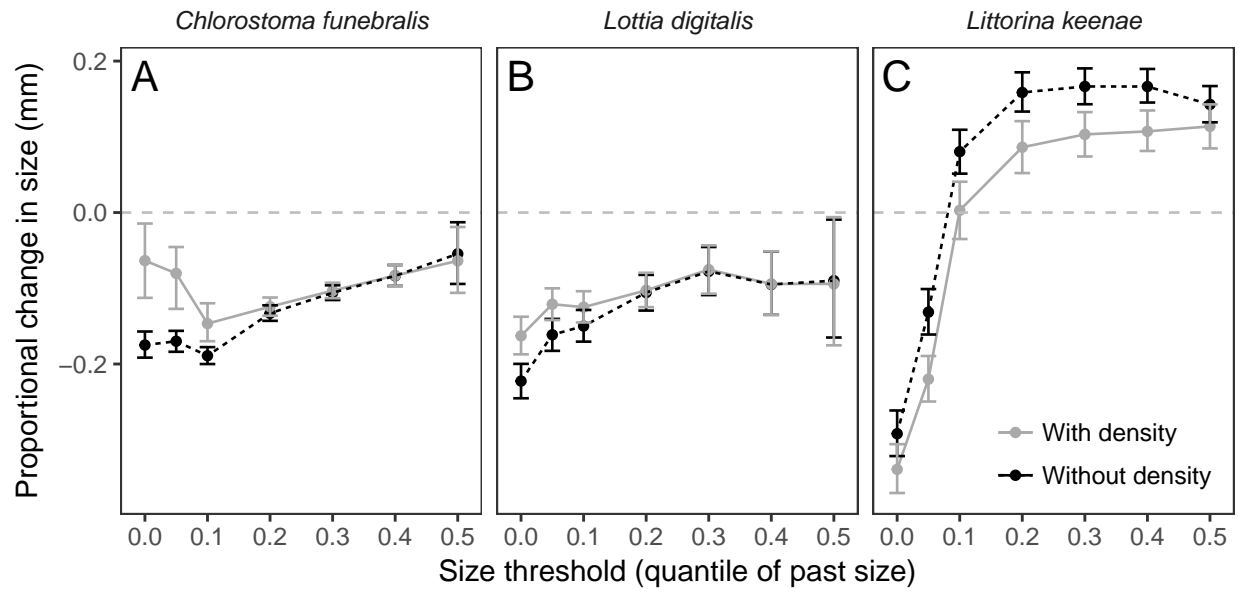 Chlorostoma funebralis
Lottia digitalis
Littorina keenae
A
B
C
Proportional change in size (mm)
0.2
0.0
−0.2
With density
Without density
0.0 0.1 0.2 0.3 0.4 0.5
0.0 0.1 0.2 0.3 0.4 0.5
0.0 0.1 0.2 0.3 0.4 0.5
Size threshold (quantile of past size)